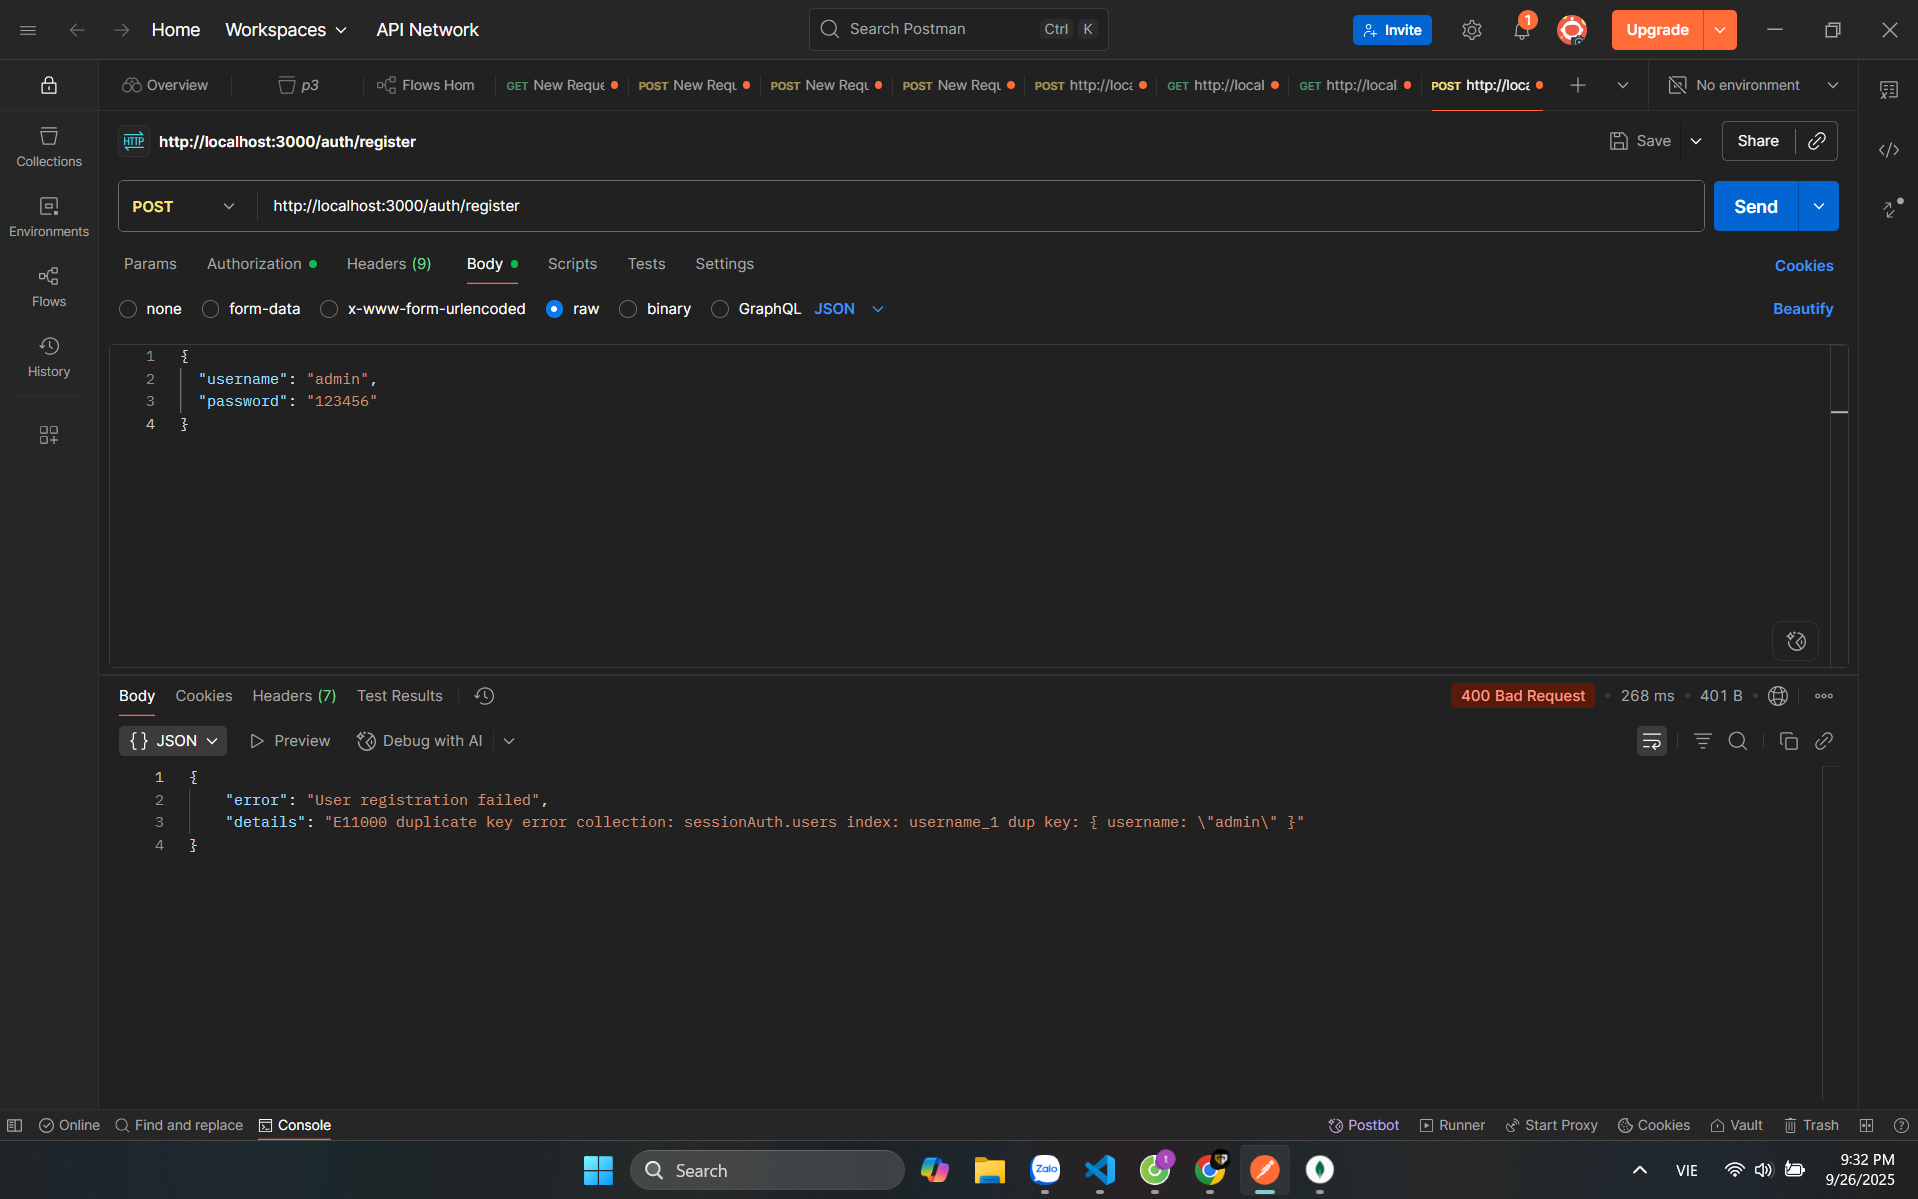 Home
Workspaces
API Network
Search Postman
Ctrl K
Invite
1
Upgrade
Overview
p3
Flows Hom
GET New Reque
POST New Requ
POST New Requ
POST New Requ
POST http://loca
GET http://local
GET http://local
POST http://loca
No environment
HTTP http://localhost:3000/auth/register
Save
Share
Collections
Environments
Flows
History
POST
http://localhost:3000/auth/register
Send
Params
Authorization
Headers (9)
Body
Scripts
Tests
Settings
Cookies
none
form-data
x-www-form-urlencoded
raw
binary
GraphQL
JSON
Beautify
1 {
2 "username": "admin",
3 "password": "123456"
4 }
Body
Cookies
Headers (7)
Test Results
400 Bad Request
268 ms
401 B
{} JSON
Preview
Debug with AI
1 {
2 "error": "User registration failed",
3 "details": "E11000 duplicate key error collection: sessionAuth.users index: username_1 dup key: { username: \"admin\" }"
4 }
Online
Find and replace
Console
Postbot
Runner
Start Proxy
Cookies
Vault
Trash
Search
Zalo
t
VIE
9:32 PM
9/26/2025